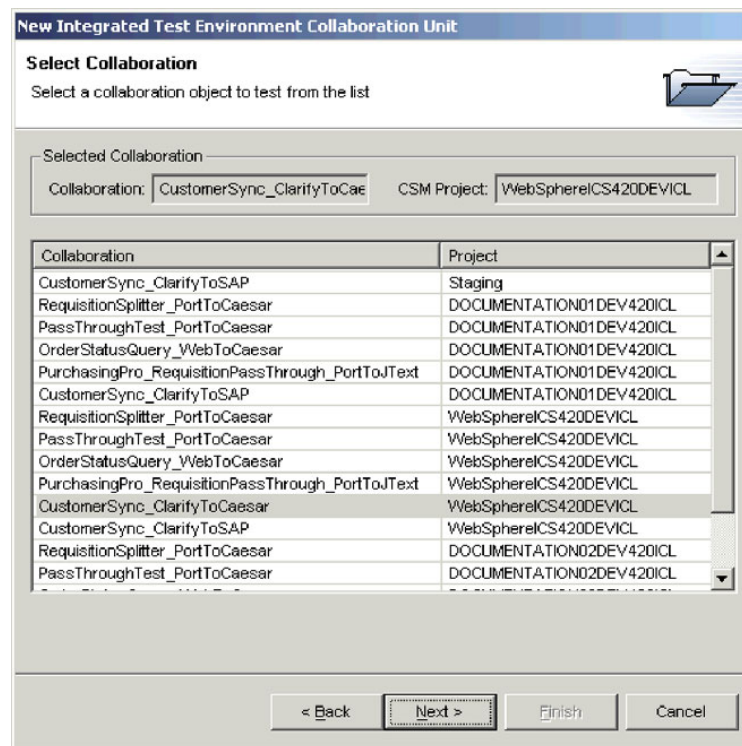 New Integrated Test Environment Collaboration Unit
Select Collaboration
Select a collaboration object to test from the list
Selected Collaboration
Collaboration: CustomerSync_ClarifyToCae CSM Project: WebSphereICS420DEVICL
Collaboration Project
CustomerSync_ClarifyToSAP Staging
RequisitionSplitter_PortToCaesar DOCUMENTATION01DEV420ICL
PassThroughTest_PortToCaesar DOCUMENTATION01DEV420ICL
OrderStatusQuery_WebToCaesar DOCUMENTATION01DEV420ICL
PurchasingPro_RequisitionPassThrough_PortToJText DOCUMENTATION01DEV420ICL
CustomerSync_ClarifyToSAP DOCUMENTATION01DEV420ICL
RequisitionSplitter_PortToCaesar WebSphereICS420DEVICL
PassThroughTest_PortToCaesar WebSphereICS420DEVICL
OrderStatusQuery_WebToCaesar WebSphereICS420DEVICL
PurchasingPro_RequisitionPassThrough_PortToJText WebSphereICS420DEVICL
CustomerSync_ClarifyToCaesar WebSphereICS420DEVICL
CustomerSync_ClarifyToSAP WebSphereICS420DEVICL
RequisitionSplitter_PortToCaesar DOCUMENTATION02DEV420ICL
PassThroughTest_PortToCaesar DOCUMENTATION02DEV420ICL
< Back Next > Finish Cancel